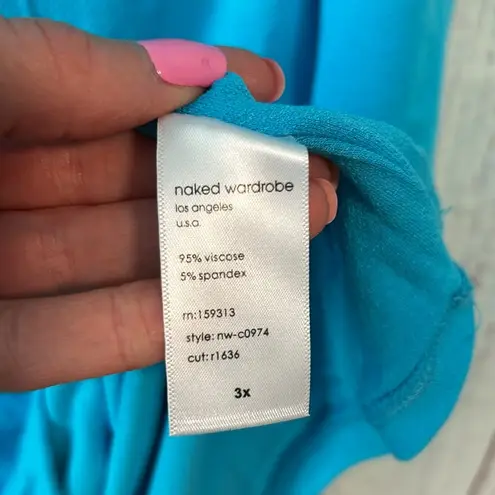 naked wardrobe
los angeles
u.s.a.
95% viscose
5% spandex
rn:159313
style: nw-c0974
cut: r1636
3x